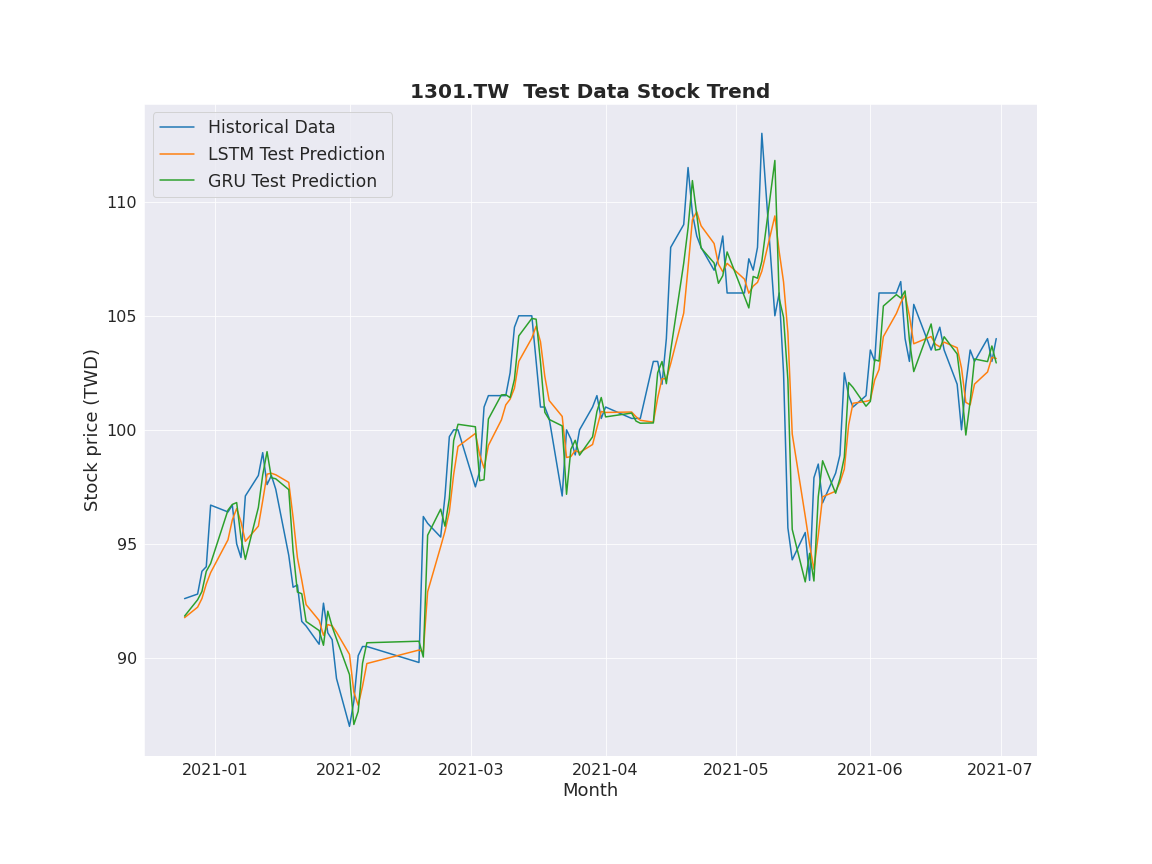 1301.TW  Test Data Stock Trend
Historical Data
LSTM Test Prediction
GRU Test Prediction
Stock price (TWD)
110
105
100
95
90
2021-01 2021-02 2021-03 2021-04 2021-05 2021-06 2021-07
Month